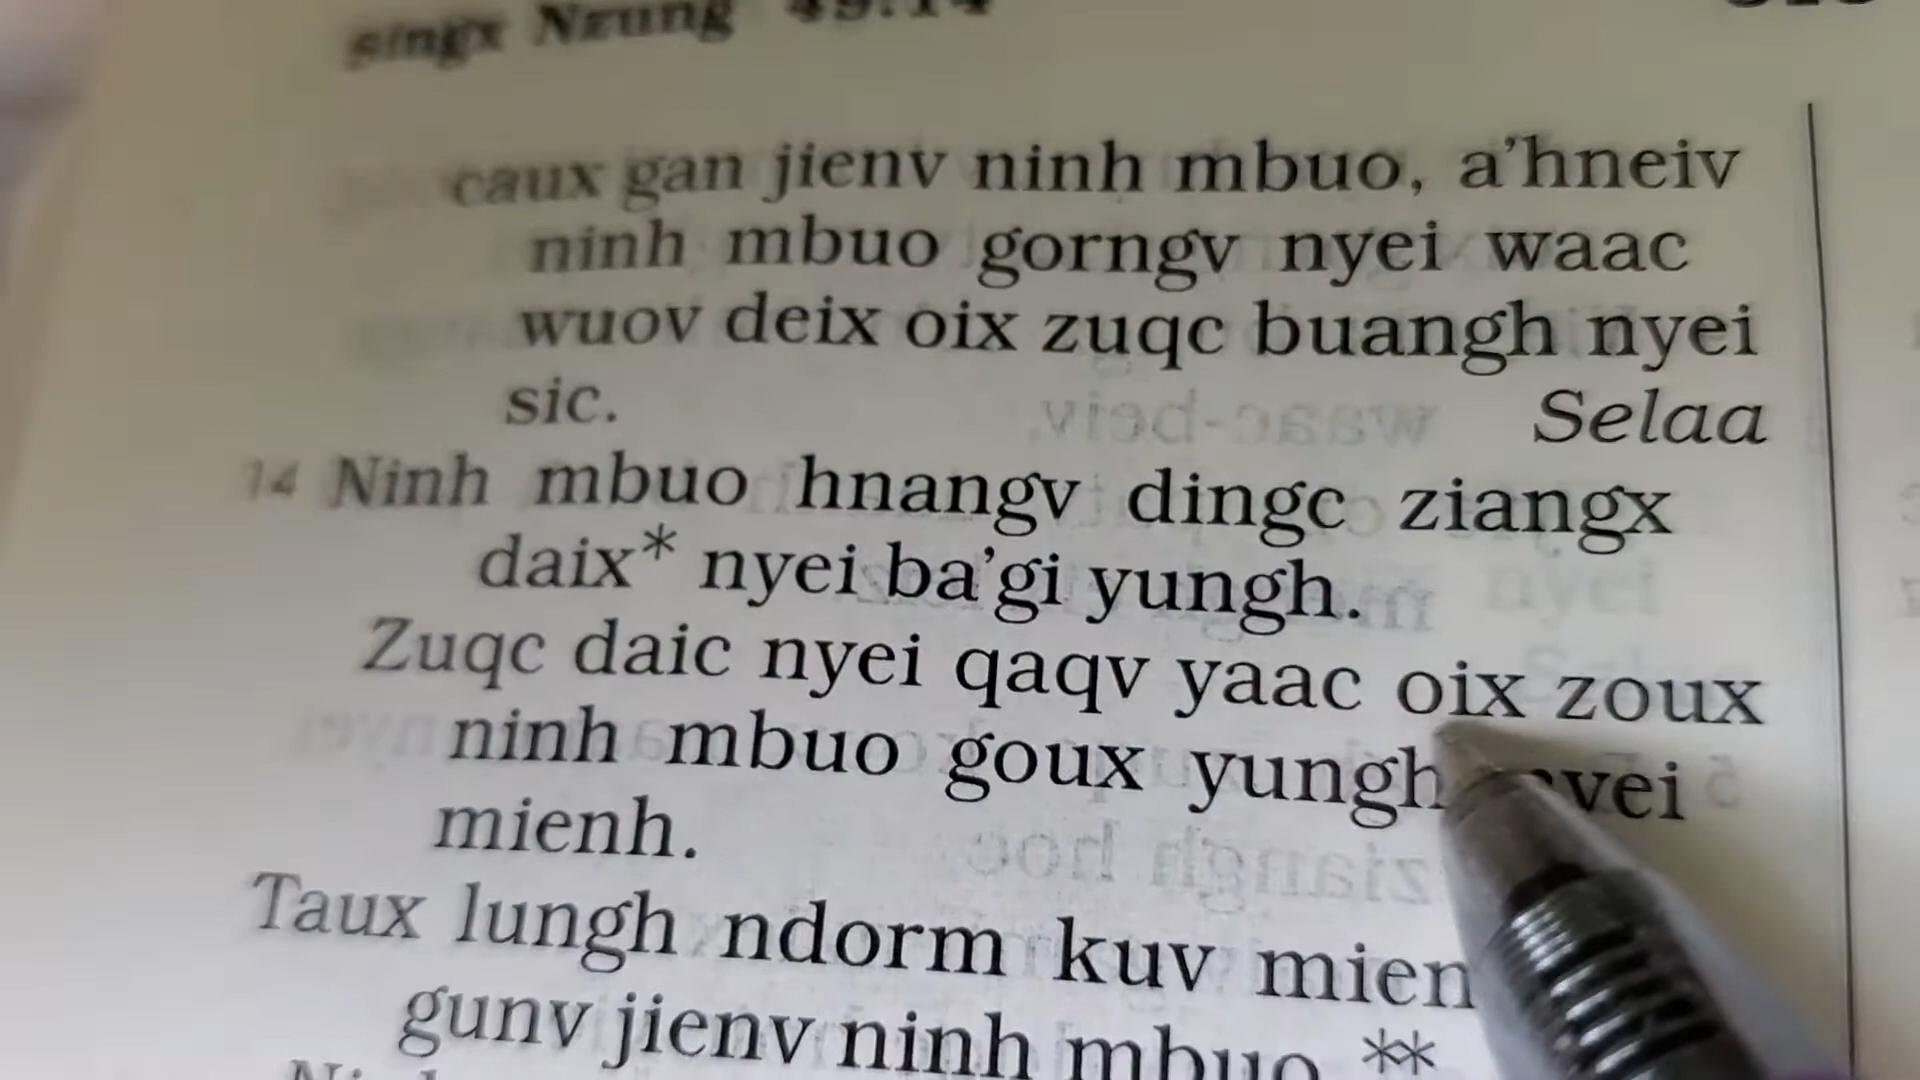 singx Nzung 49:14
caux gan jienv ninh mbuo, a’hneiv
ninh mbuo gorngv nyei waac
wuov deix oix zuqc buangh nyei
sic. Selaa
14 Ninh mbuo hnangv dingc ziangx
daix* nyei ba’gi yungh.
Zuqc daic nyei qaqv yaac oix zoux
ninh mbuo goux yungh
mienh.
Taux lungh ndorm kuv mien
gunv jienv ninh mbuo.**